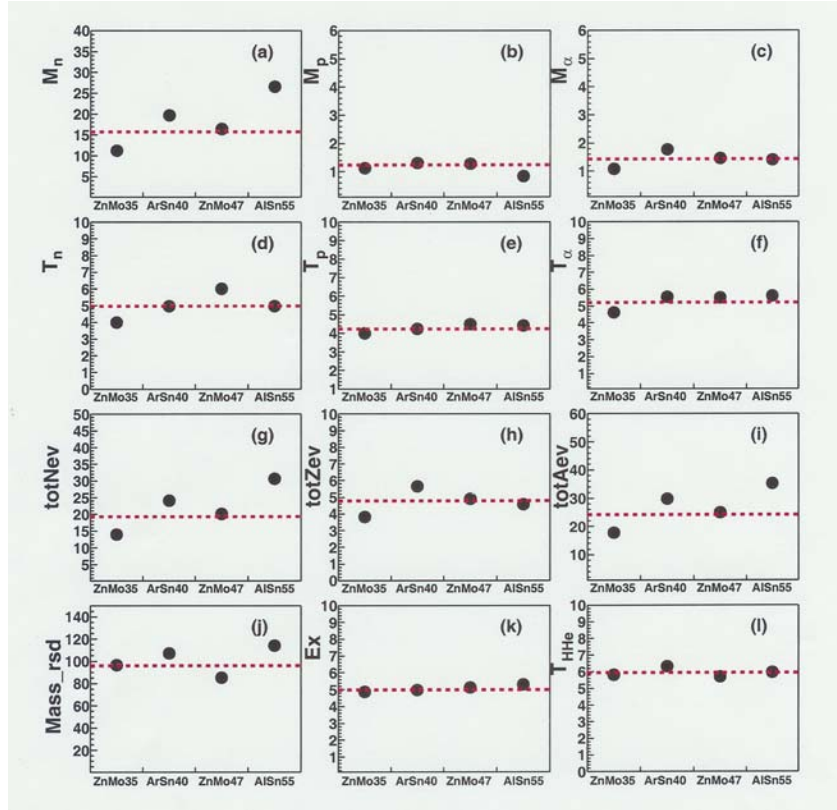 40
35
30
25
20
15
10
5
M_n
(a)
ZnMo35 ArSn40 ZnMo47 AlSn55
6
5
4
3
2
1
M_p
(b)
ZnMo35 ArSn40 ZnMo47 AlSn55
6
5
4
3
2
1
M_α
(c)
ZnMo35 ArSn40 ZnMo47 AlSn55
10
9
8
7
6
5
4
3
2
1
0
T_n
(d)
ZnMo35 ArSn40 ZnMo47 AlSn55
10
9
8
7
6
5
4
3
2
1
T_p
(e)
ZnMo35 ArSn40 ZnMo47 AlSn55
10
9
8
7
6
5
4
3
2
1
T_α
(f)
ZnMo35 ArSn40 ZnMo47 AlSn55
50
45
40
35
30
25
20
15
10
5
totNev
(g)
ZnMo35 ArSn40 ZnMo47 AlSn55
10
9
8
7
6
5
4
3
2
1
0
totZev
(h)
ZnMo35 ArSn40 ZnMo47 AlSn55
60
50
40
30
20
10
totAev
(i)
ZnMo35 ArSn40 ZnMo47 AlSn55
140
120
100
80
60
40
20
Mass_rsd
(j)
ZnMo35 ArSn40 ZnMo47 AlSn55
10
9
8
7
6
5
4
3
2
1
Ex
(k)
ZnMo35 ArSn40 ZnMo47 AlSn55
10
9
8
7
6
5
4
3
2
1
0
T_HHe
(l)
ZnMo35 ArSn40 ZnMo47 AlSn55